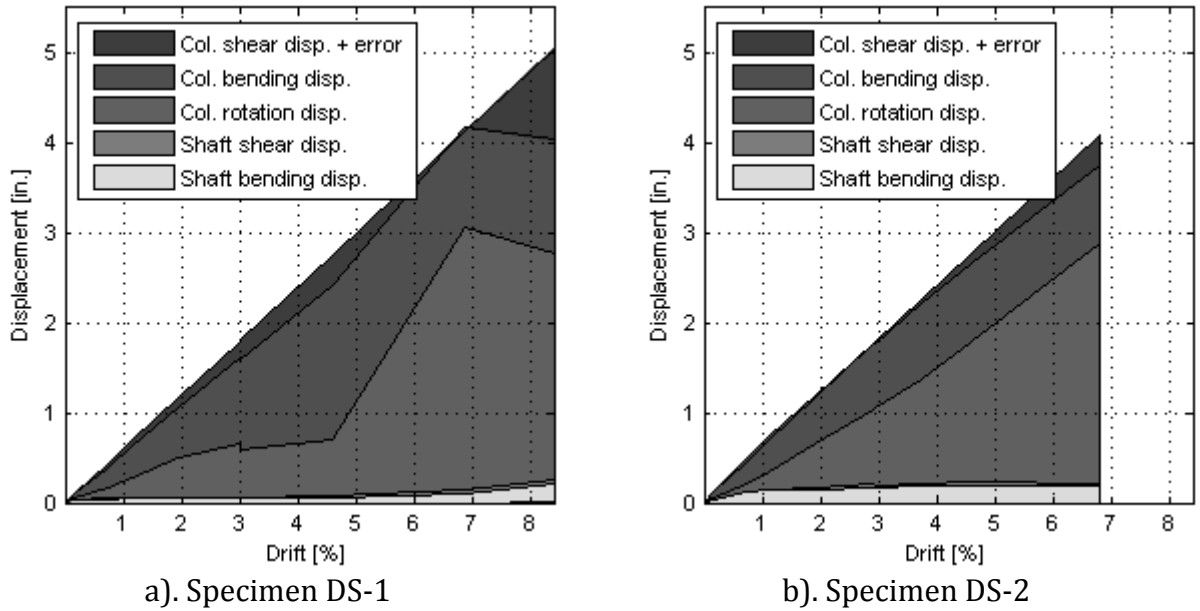 Col. shear disp. + error
Col. bending disp.
Col. rotation disp.
Shaft shear disp.
Shaft bending disp.
Displacement [in.]
5
4
3
2
1
0
1 2 3 4 5 6 7 8
Drift [%]
a). Specimen DS-1
Col. shear disp. + error
Col. bending disp.
Col. rotation disp.
Shaft shear disp.
Shaft bending disp.
Displacement [in.]
5
4
3
2
1
0
1 2 3 4 5 6 7 8
Drift [%]
b). Specimen DS-2